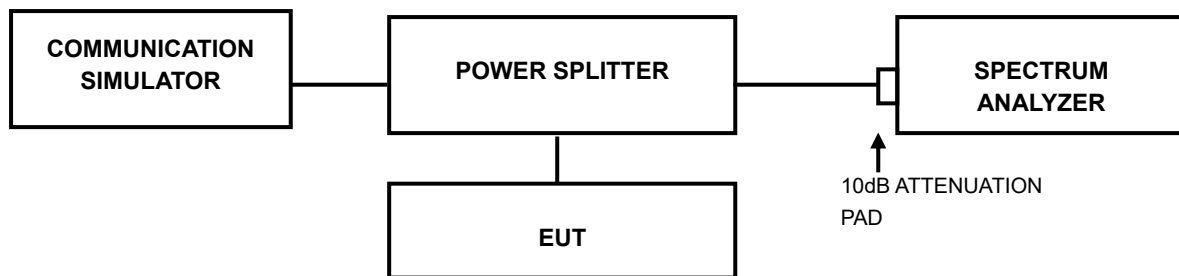 COMMUNICATION
SIMULATOR
POWER SPLITTER
SPECTRUM
ANALYZER
10dB ATTENUATION
PAD
EUT